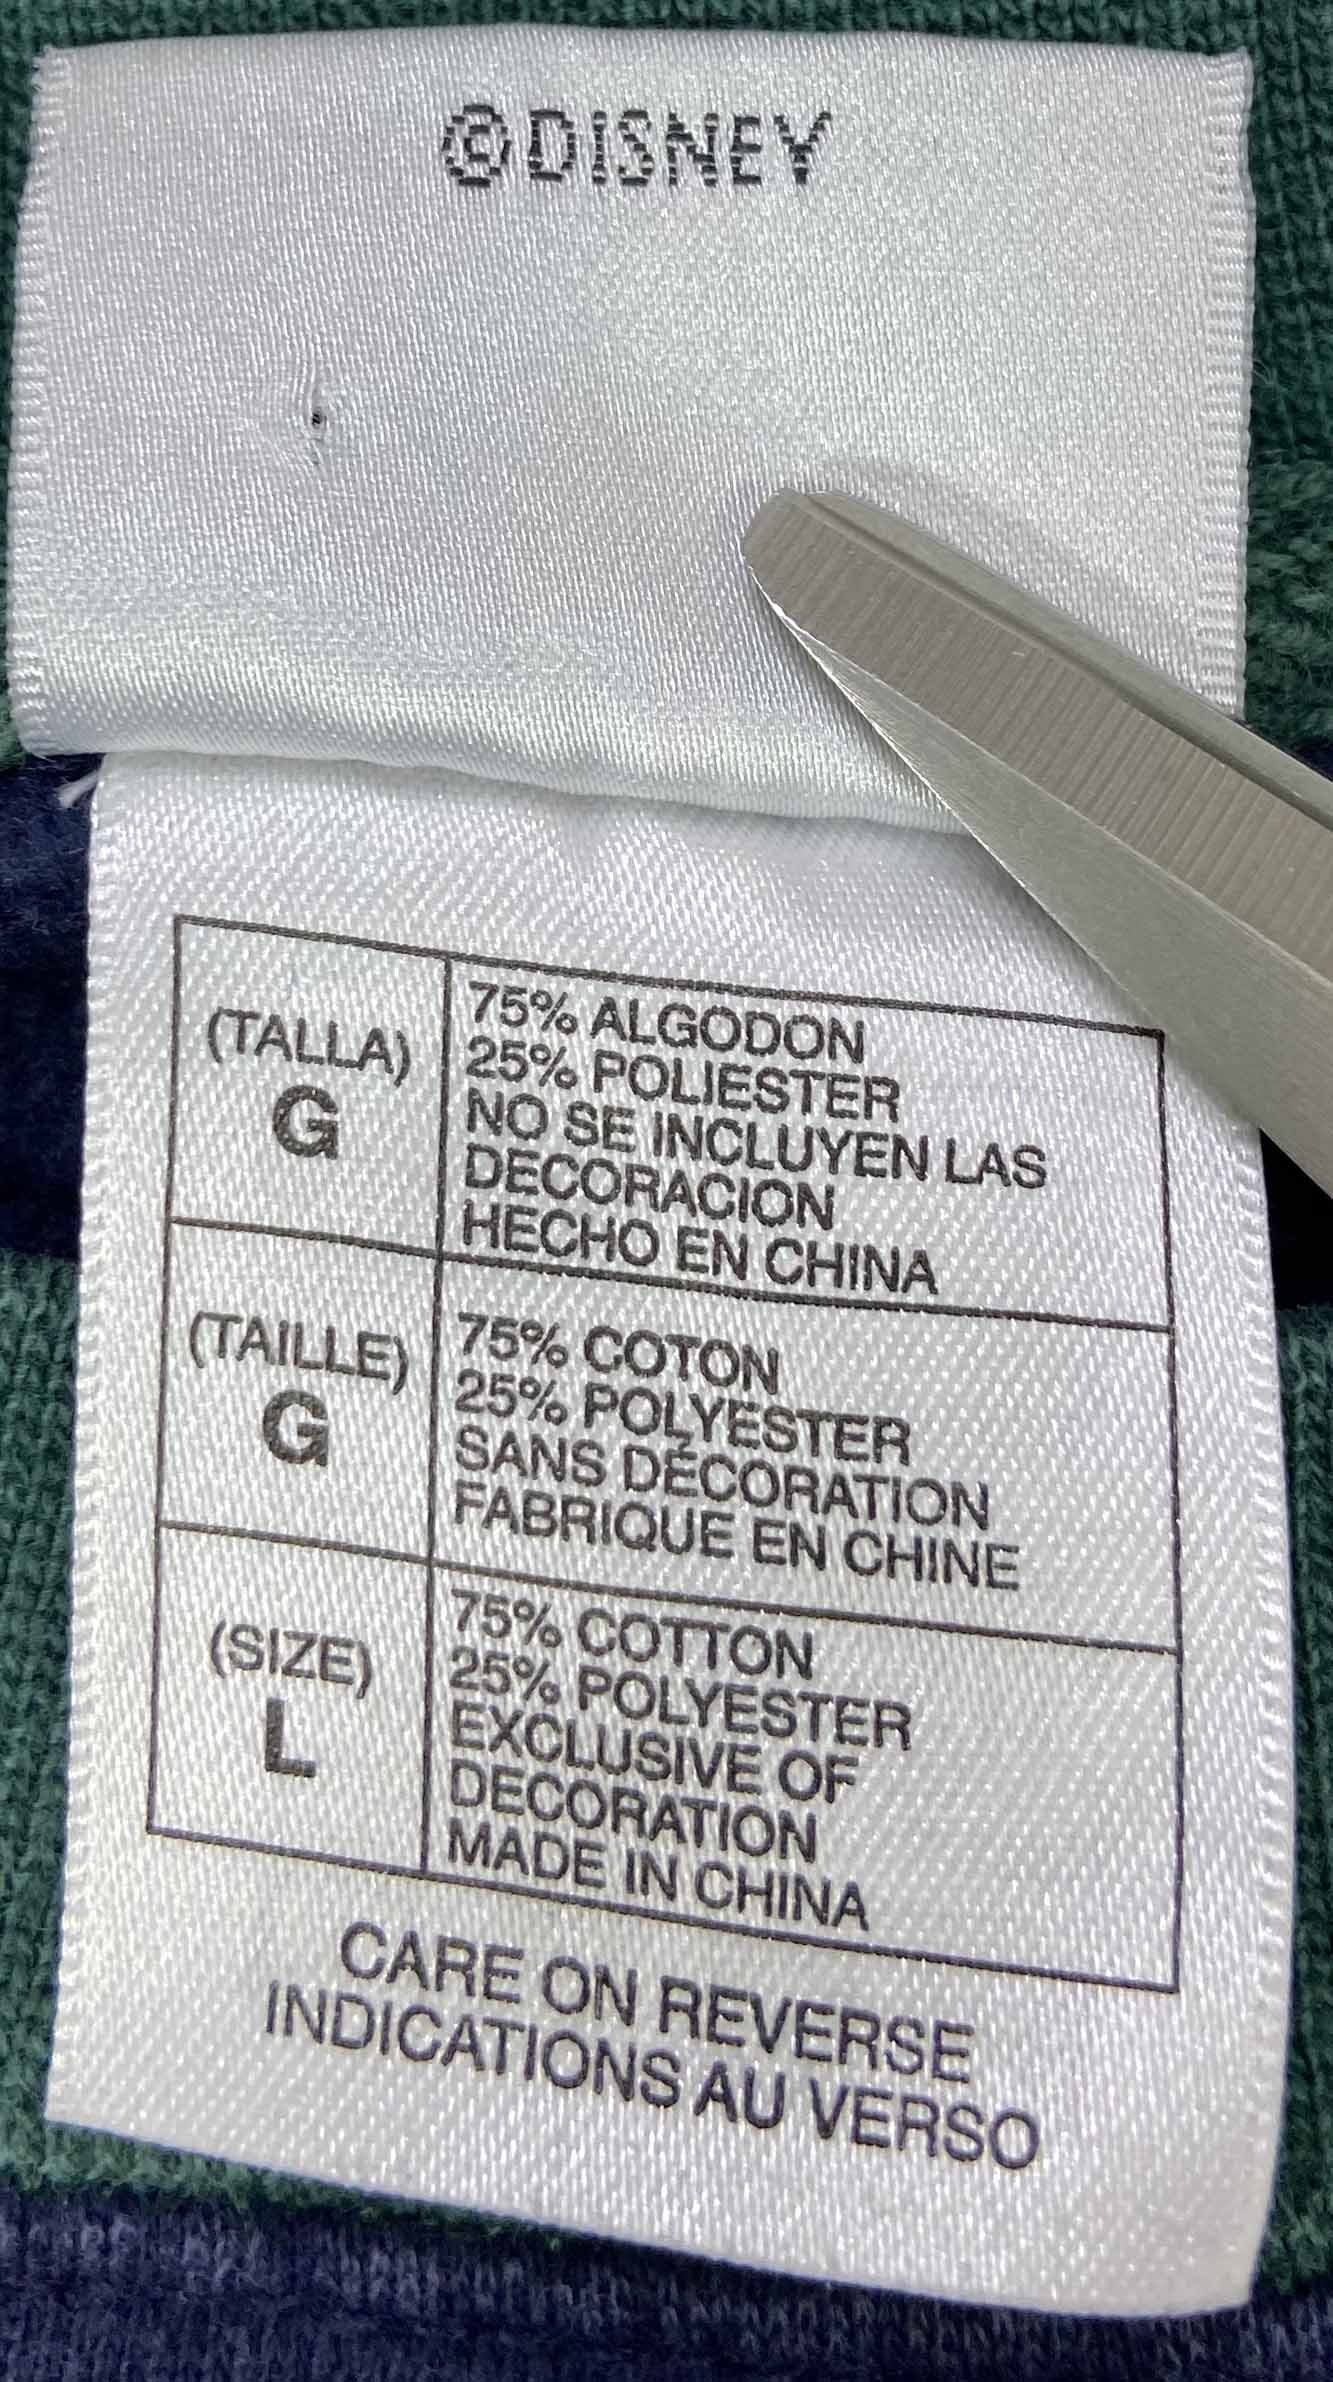 ©DISNEY
(TALLA)
G
75% ALGODON
25% POLIESTER
NO SE INCLUYEN LAS
DECORACION
HECHO EN CHINA
(TAILLE)
G
75% COTON
25% POLYESTER
SANS DÉCORATION
FABRIQUE EN CHINE
(SIZE)
L
75% COTTON
25% POLYESTER
EXCLUSIVE OF
DECORATION
MADE IN CHINA
CARE ON REVERSE
INDICATIONS AU VERSO